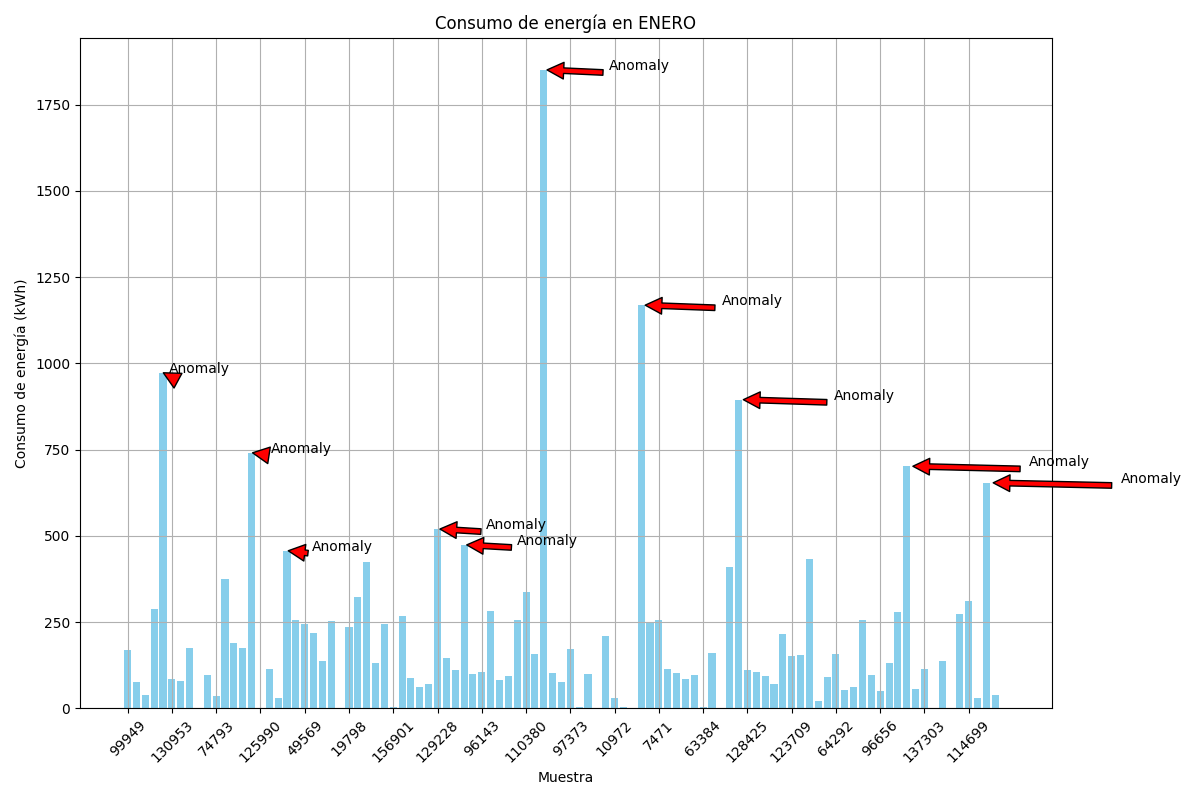 Consumo de energía en ENERO
Anomaly
Anomaly
Anomaly
Anomaly
Anomaly
Anomaly
Anomaly
Anomaly
Anomaly
Anomaly
1750
1500
1250
1000
750
500
250
0
Consumo de energía (kWh)
99949 130953 74793 125990 49569 19798 156901 129228 96143 110380 97373 10972 7471 63384 128425 123709 64292 96656 137303 114699
Muestra